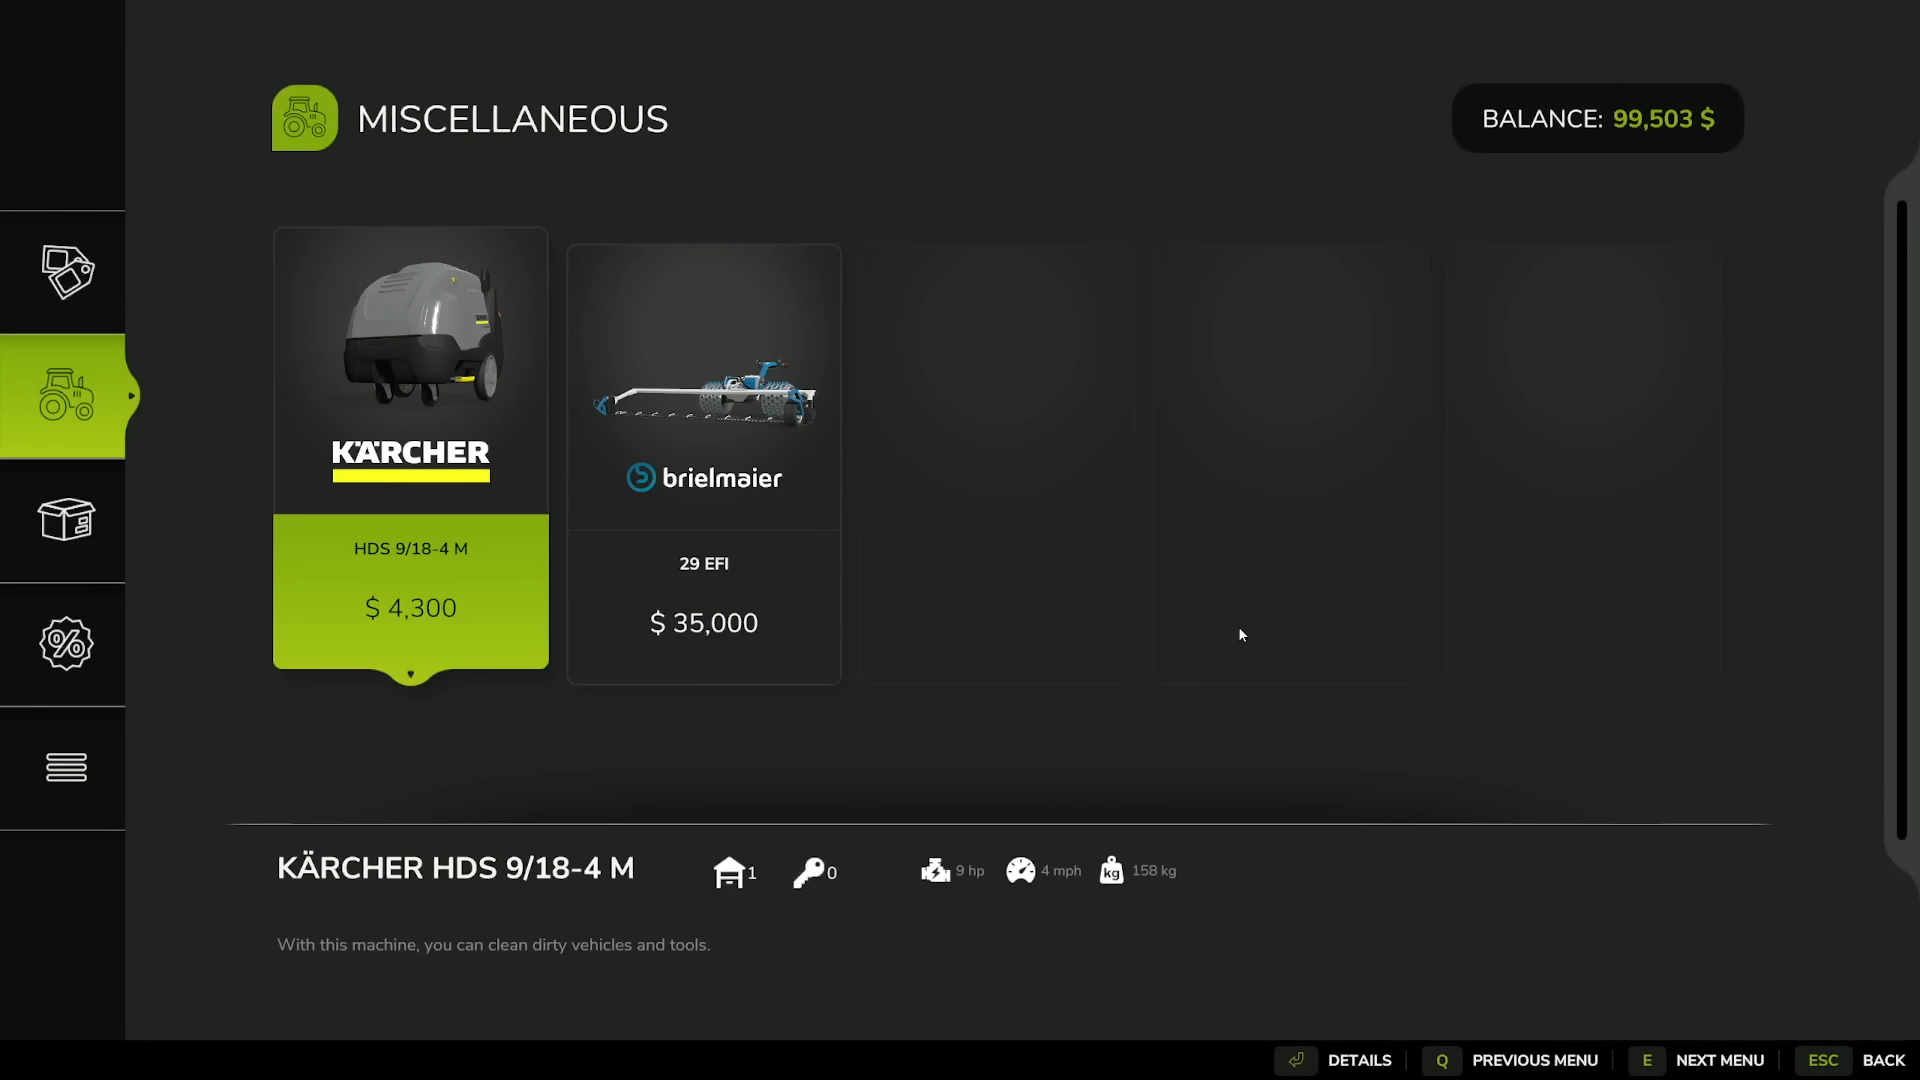 MISCELLANEOUS
BALANCE: 99,503 $
KÄRCHER
HDS 9/18-4 M
$ 4,300
brielmaier
29 EFI
$ 35,000
KÄRCHER HDS 9/18-4 M
1
0
9 hp
4 mph
kg
158 kg
With this machine, you can clean dirty vehicles and tools.
DETAILS
Q PREVIOUS MENU
E NEXT MENU
ESC BACK